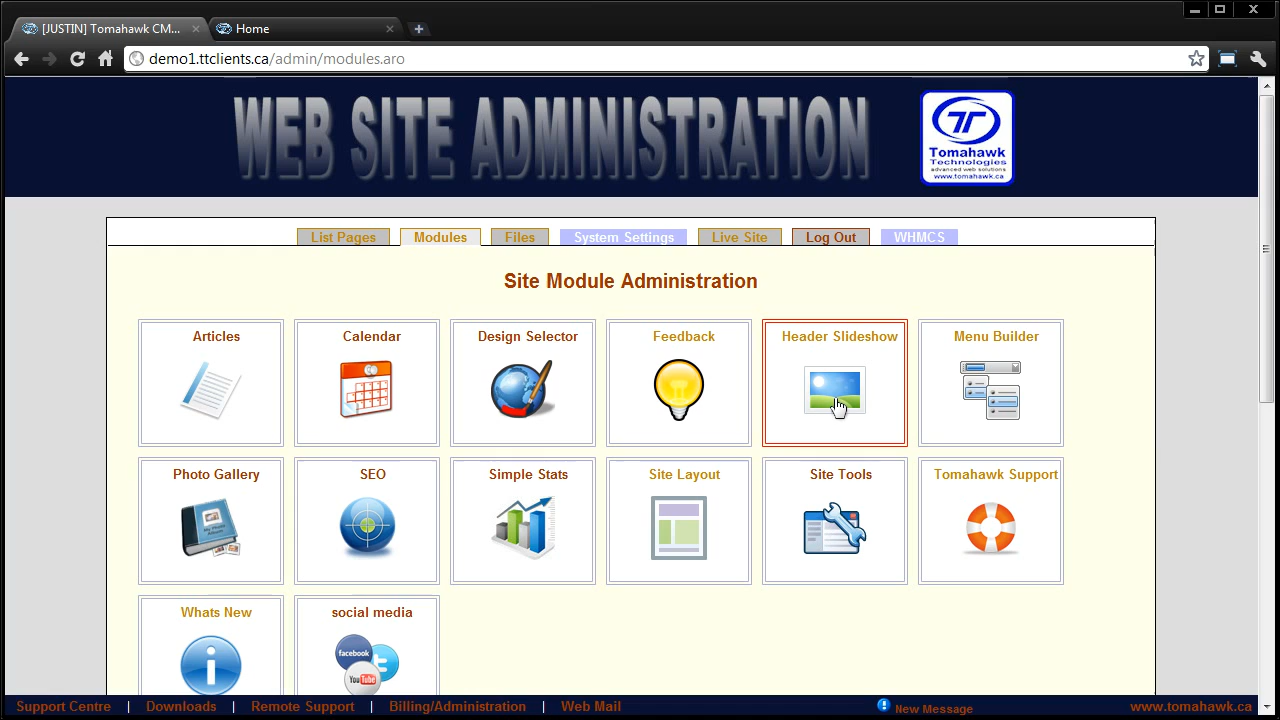 [JUSTIN] Tomahawk CM...
Home
demo1.ttclients.ca/admin/modules.aro
WEB SITE ADMINISTRATION
TT
Tomahawk
Technologies
advanced web solutions
www.tomahawk.ca
List Pages
Modules
Files
System Settings
Live Site
Log Out
WHMCS
Site Module Administration
Articles
Calendar
Design Selector
Feedback
Header Slideshow
Menu Builder
Photo Gallery
SEO
Simple Stats
Site Layout
Site Tools
Tomahawk Support
Whats New
social media
facebook
You Tube
Support Centre | Downloads | Remote Support | Billing/Administration | Web Mail
New Message
www.tomahawk.ca